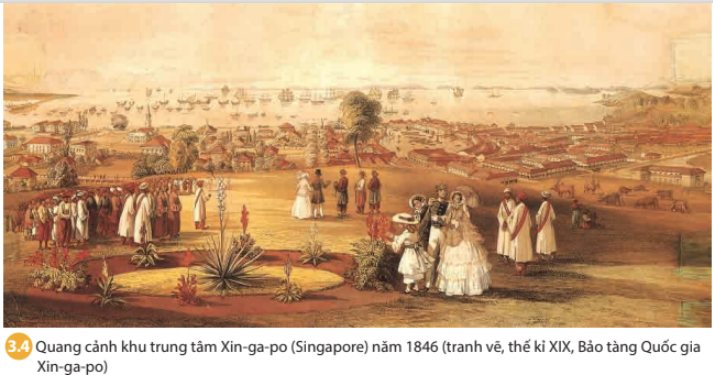 3.4 Quang cảnh khu trung tâm Xin-ga-po (Singapore) năm 1846 (tranh vẽ, thế kỉ XIX, Bảo tàng Quốc gia
Xin-ga-po)